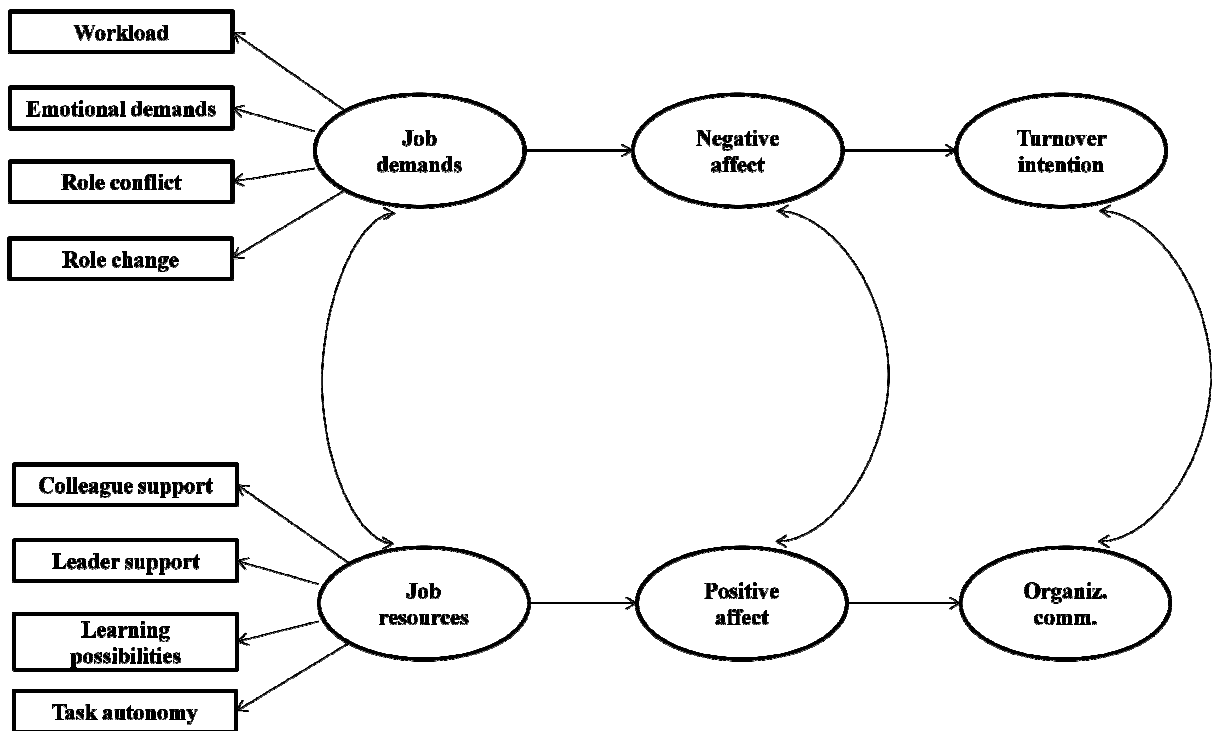 Workload
Emotional demands
Role conflict
Role change
Job
demands
Negative
affect
Turnover
intention
Colleague support
Leader support
Learning
possibilities
Task autonomy
Job
resources
Positive
affect
Organiz.
comm.